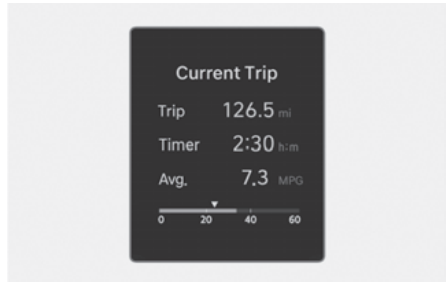 Current Trip
Trip 126.5 mi
Timer 2:30 h:m
Avg. 7.3 MPG
0 20 40 60